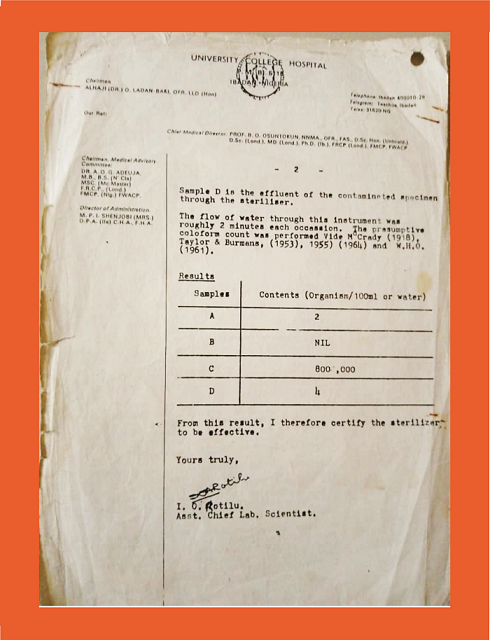 UNIVERSITY COLLEGE HOSPITAL
P. M. B. 5116
IBADAN - NIGERIA
Chairman
ALHAJI (DR.) O. LADAN-BAKI, OFR, LLD (Hon)
Telephone: Ibadan 400010-29
Telegram: Ibadan
Telex: 31520 NG
Our Ref:
Chief Medical Director: PROF. B. O. OSUNTOKUN, NNMA., OFR., FAS., D.Sc. Hon.
D.Sc. (Lond.), MD. (Lond.), Ph.D. (Ib.), FRCP (Lond.), FMCP, FWACP
Chairman, Medical Advisory
Committee:
DR. A. O. G. ADEUJA,
M.B., B.S. (N'Cle)
MSC. (Mc Master)
F.R.C.P., (Lond.)
FMCP, (Nig.) FWACP.
Director of Administration
M. P. I. SHENJOBI (MRS.)
D.P.A. (Ife) C.H.A., F.H.A.
- 2 -
Sample D is the effluent of the contaminated specimen
through the steriliser.
The flow of water through this instrument was
roughly 2 minutes each occassion. The presumptive
coloform count was performed Vide McCrady (1918),
Taylor & Burmans, (1953), 1955) (1964) and W.H.O.
(1961).
Results
Samples Contents (Organism/100ml or water)
A 2
B NIL
C 800,000
D 4
From this result, I therefore certify the sterilizer
to be effective.
Yours truly,
I. O. Rotilu.
Asst. Chief Lab. Scientist.